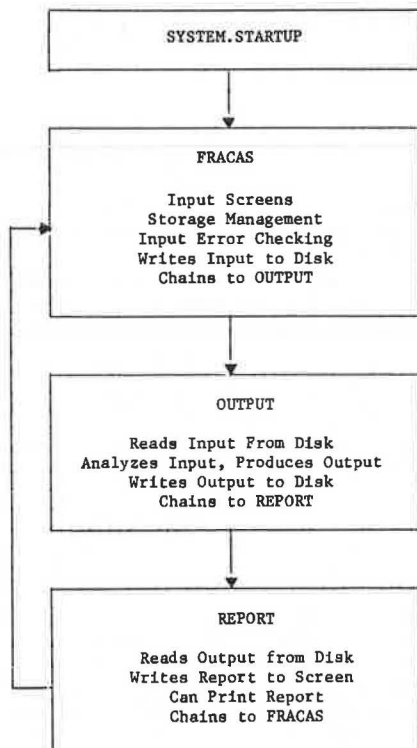 SYSTEM.STARTUP
FRACAS
Input Screens
Storage Management
Input Error Checking
Writes Input to Disk
Chains to OUTPUT
OUTPUT
Reads Input From Disk
Analyzes Input, Produces Output
Writes Output to Disk
Chains to REPORT
REPORT
Reads Output from Disk
Writes Report to Screen
Can Print Report
Chains to FRACAS